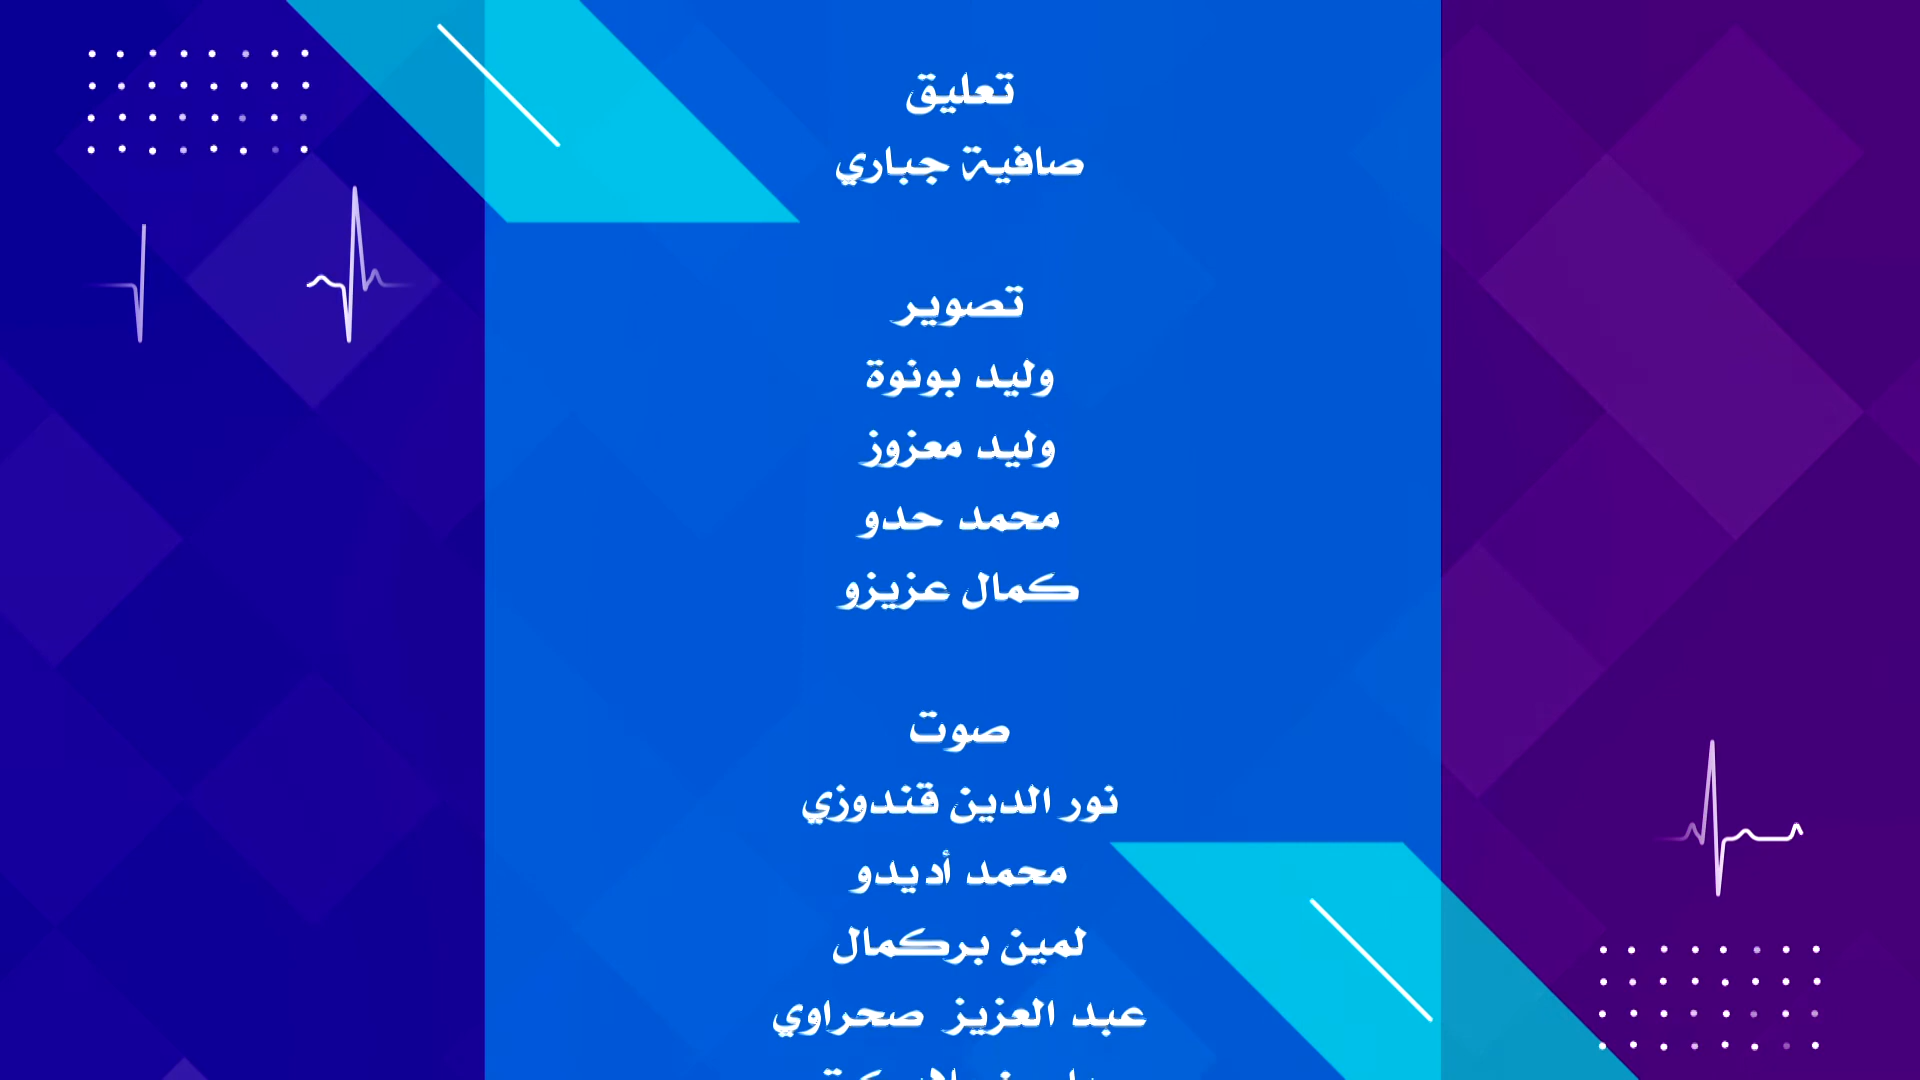 تعليق
صافية جباري
تصوير
وليد بونوة
وليد معزوز
محمد حدو
كمال عزيزو
صوت
نور الدين قندوزي
محمد أديدو
لمين بركمال
عبد العزيز صحراوي